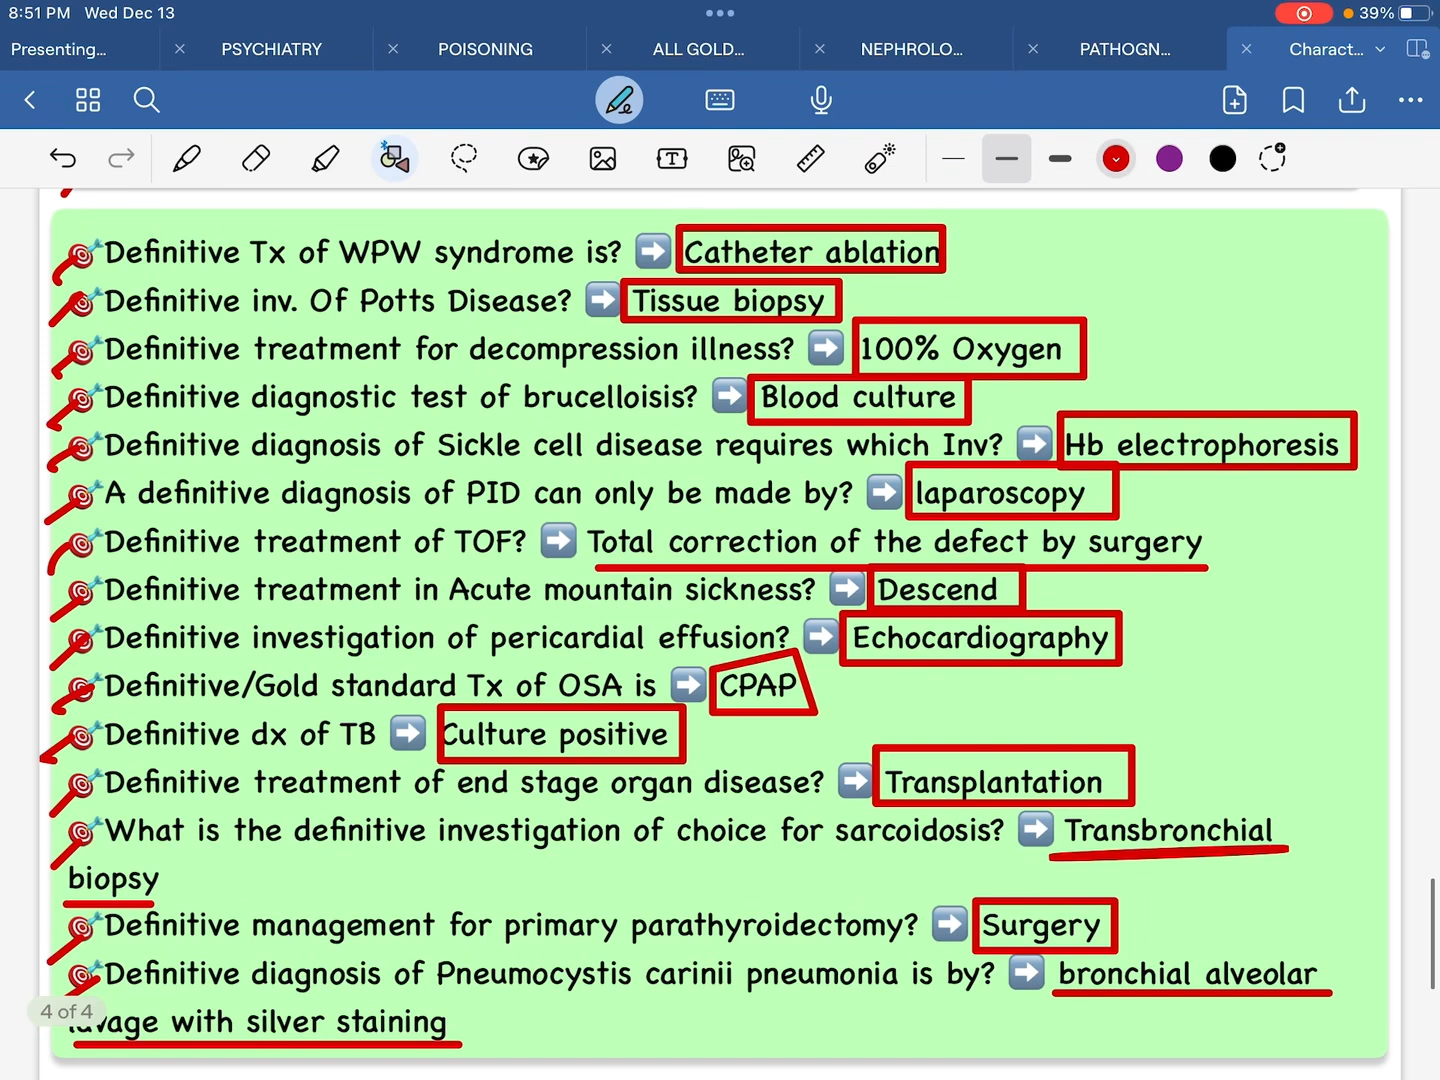 8:51 PM Wed Dec 13
39%
Presenting... PSYCHIATRY POISONING ALL GOLD... NEPHROLO... PATHOGN... Charact...
Definitive Tx of WPW syndrome is? Catheter ablation
Definitive inv. Of Potts Disease? Tissue biopsy
Definitive treatment for decompression illness? 100% Oxygen
Definitive diagnostic test of brucelloisis? Blood culture
Definitive diagnosis of Sickle cell disease requires which Inv? Hb electrophoresis
A definitive diagnosis of PID can only be made by? laparoscopy
Definitive treatment of TOF? Total correction of the defect by surgery
Definitive treatment in Acute mountain sickness? Descend
Definitive investigation of pericardial effusion? Echocardiography
Definitive/Gold standard Tx of OSA is CPAP
Definitive dx of TB Culture positive
Definitive treatment of end stage organ disease? Transplantation
What is the definitive investigation of choice for sarcoidosis? Transbronchial
biopsy
Definitive management for primary parathyroidectomy? Surgery
Definitive diagnosis of Pneumocystis carinii pneumonia is by? bronchial alveolar
4 of 4
lavage with silver staining